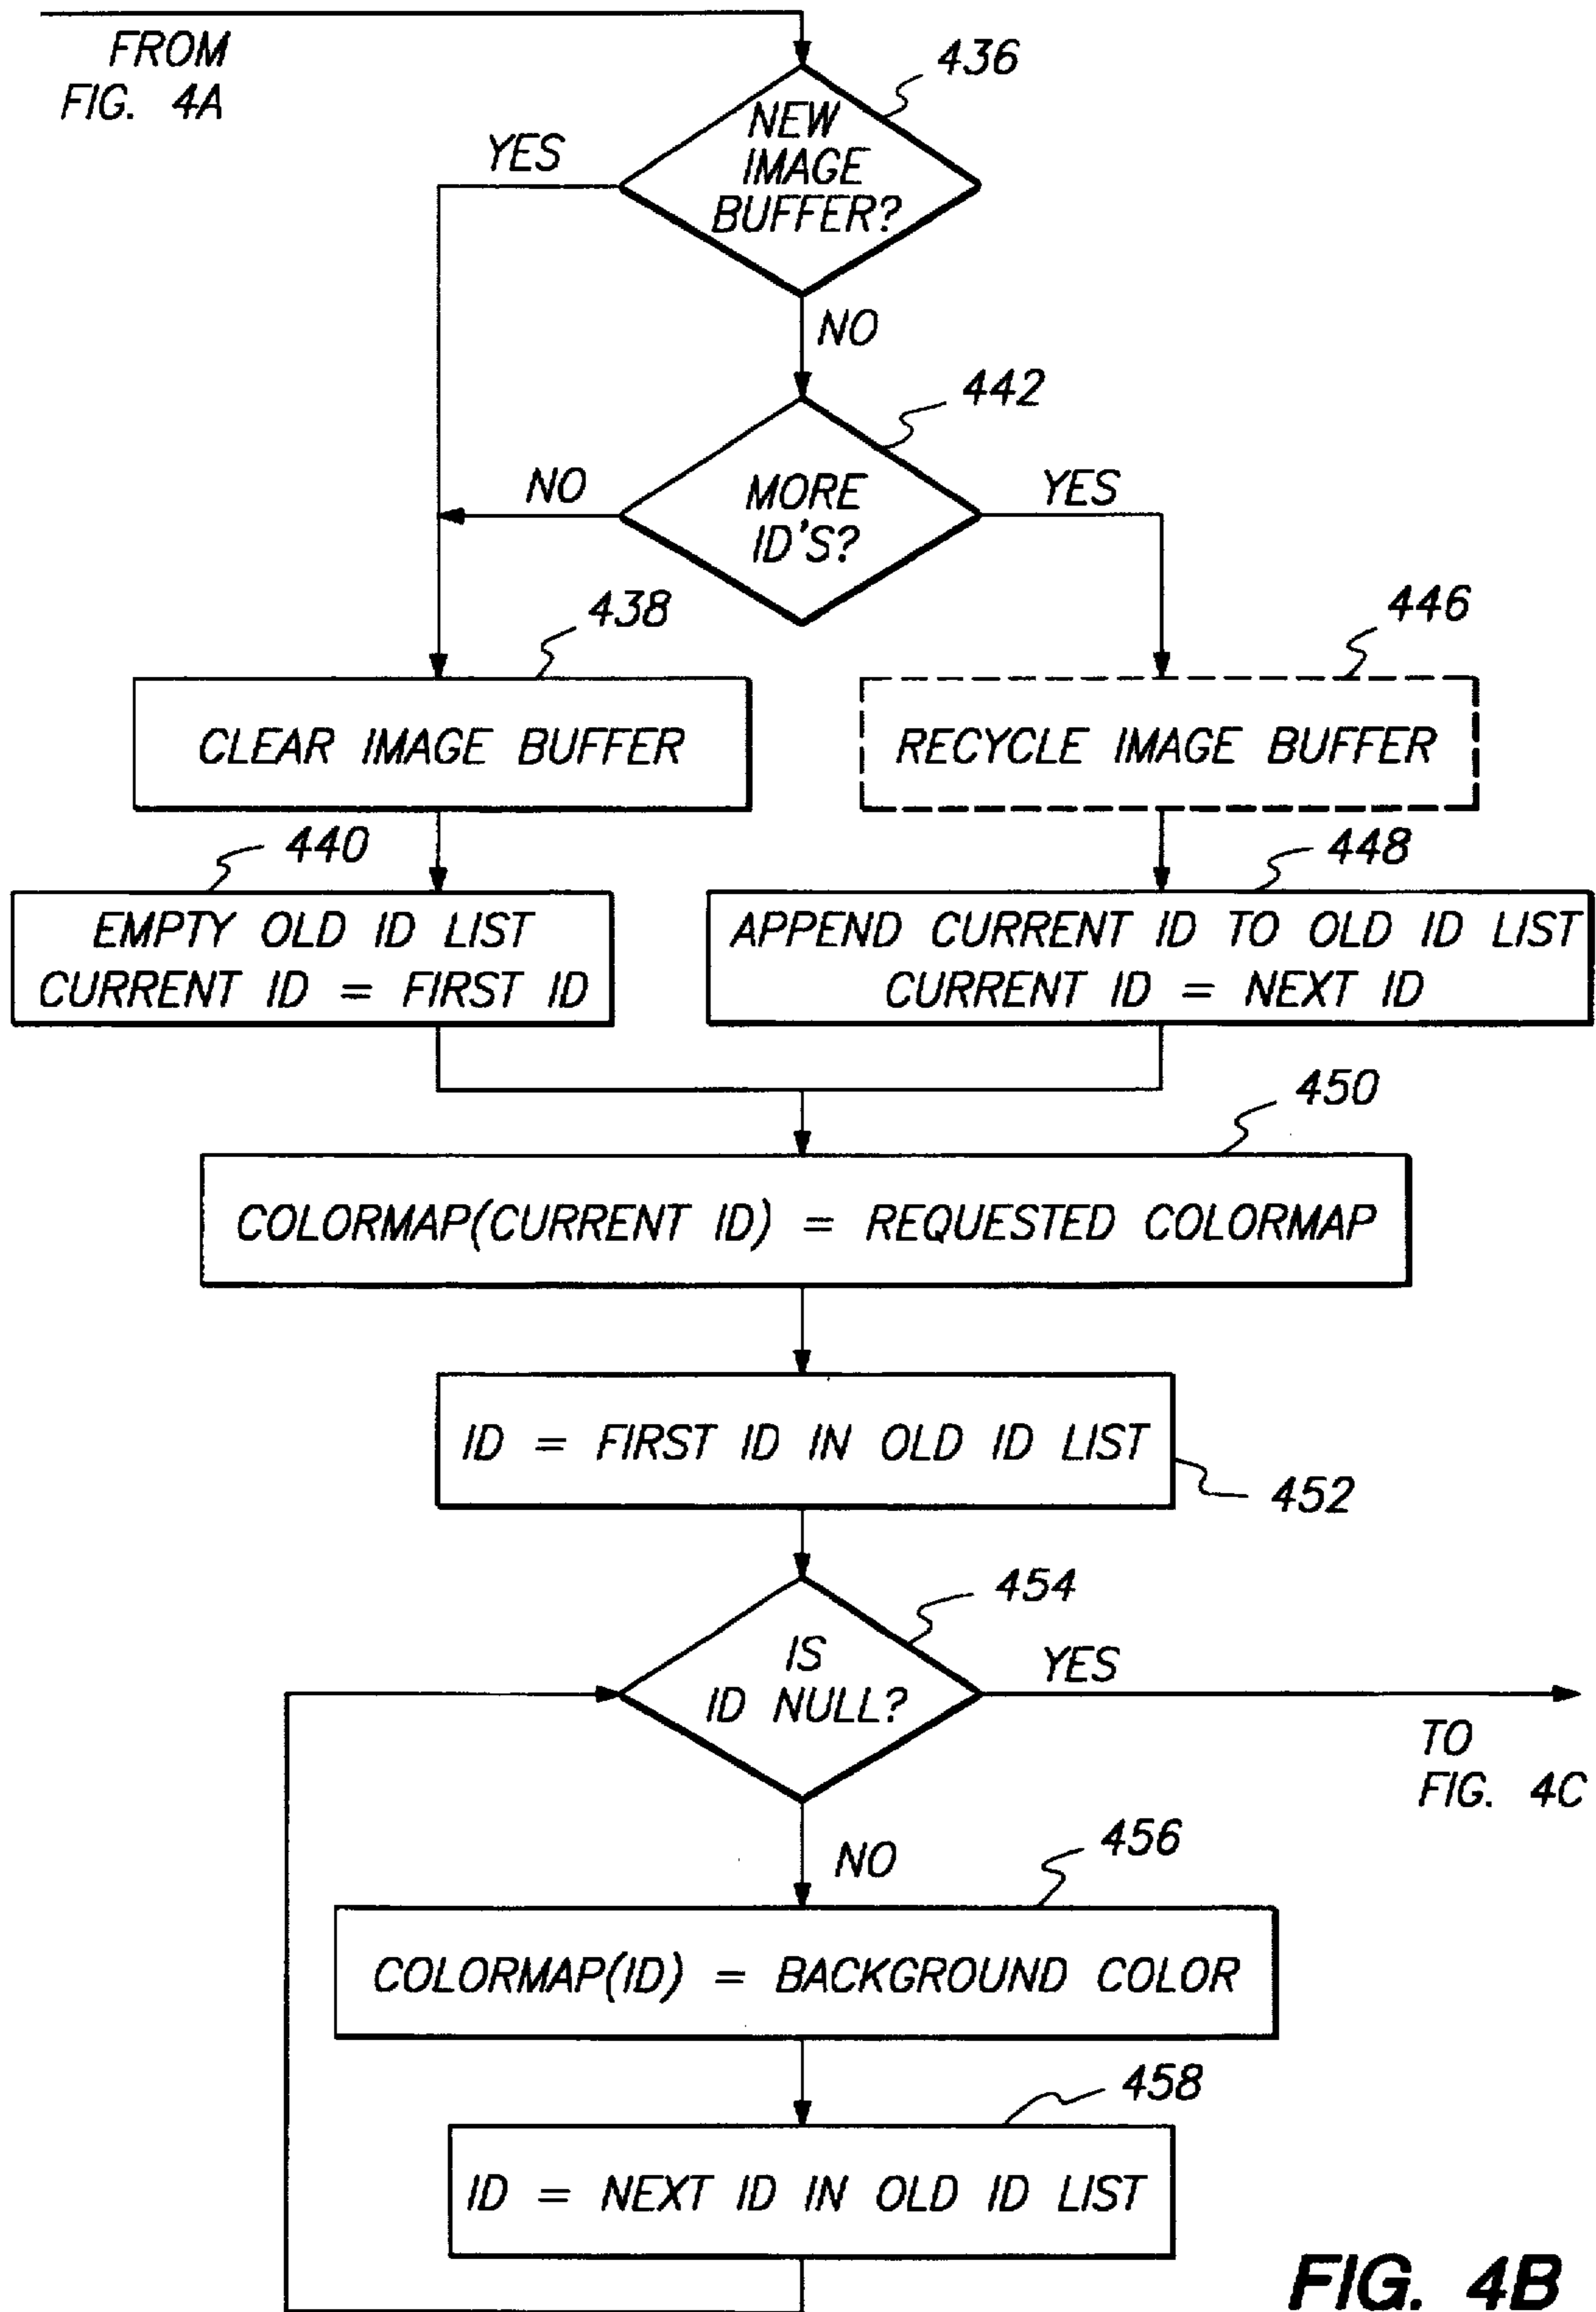 FROM
FIG. 4A
436
NEW
IMAGE
BUFFER?
YES
NO
442
MORE
ID'S?
NO
YES
438
CLEAR IMAGE BUFFER
446
RECYCLE IMAGE BUFFER
440
EMPTY OLD ID LIST
CURRENT ID = FIRST ID
448
APPEND CURRENT ID TO OLD ID LIST
CURRENT ID = NEXT ID
450
COLORMAP(CURRENT ID) = REQUESTED COLORMAP
ID = FIRST ID IN OLD ID LIST
452
454
IS
ID NULL?
YES
TO
FIG. 4C
NO
456
COLORMAP(ID) = BACKGROUND COLOR
458
ID = NEXT ID IN OLD ID LIST
FIG. 4B